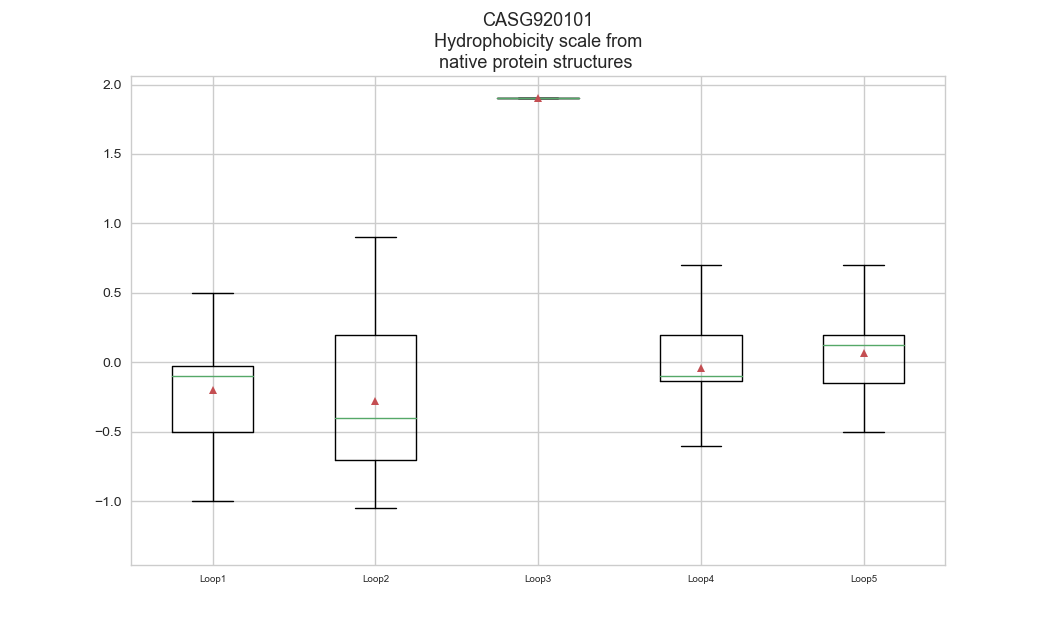 CASG920101
Hydrophobicity scale from
native protein structures
2.0
1.5
1.0
0.5
0.0
−0.5
−1.0
Loop1 Loop2 Loop3 Loop4 Loop5